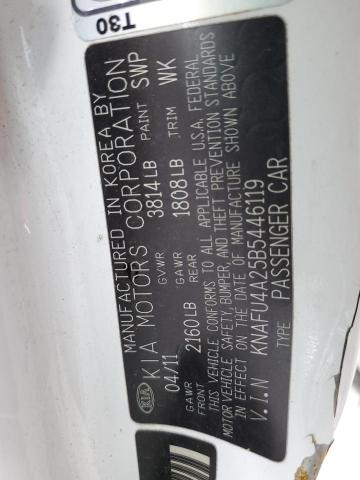 T30
MANUFACTURED IN KOREA BY
KIA MOTORS CORPORATION
04/11 GVWR 3814LB PAINT SWP
GAWR FRONT 2160LB GAWR REAR 1808LB TRIM WK
THIS VEHICLE CONFORMS TO ALL APPLICABLE U.S.A. FEDERAL
MOTOR VEHICLE SAFETY, BUMPER, AND THEFT PREVENTION STANDARDS
IN EFFECT ON THE DATE OF MANUFACTURE SHOWN ABOVE
V.I.N KNAFU4A26B5446119
TYPE PASSENGER CAR
KIA